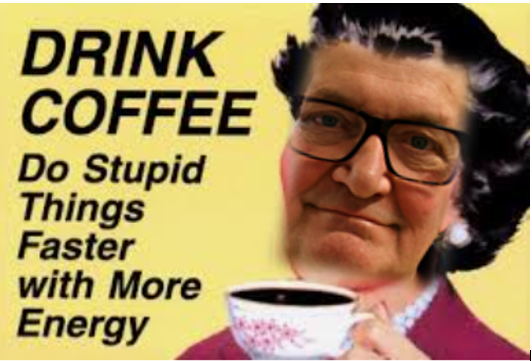 DRINK
COFFEE
Do Stupid
Things
Faster
with More
Energy